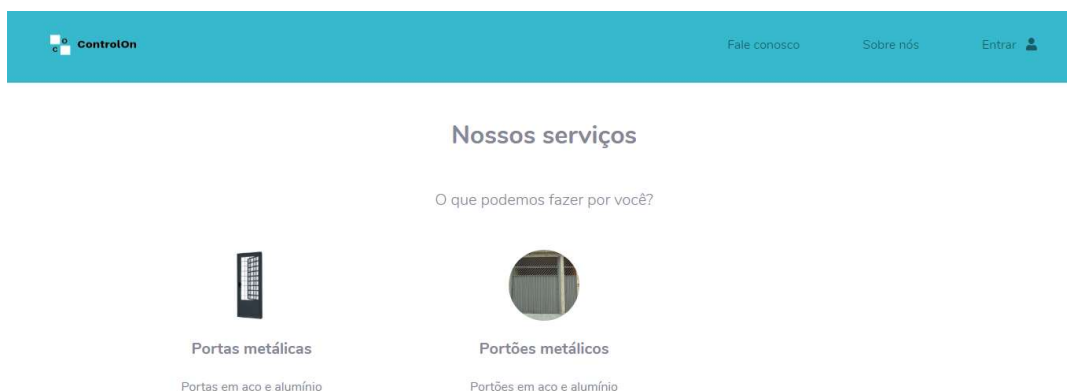 O
C
ControlOn
Fale conosco
Sobre nós
Entrar
Nossos serviços
O que podemos fazer por você?
Portas metálicas
Portões metálicos
Portas em aço e alumínio
Portões em aço e alumínio